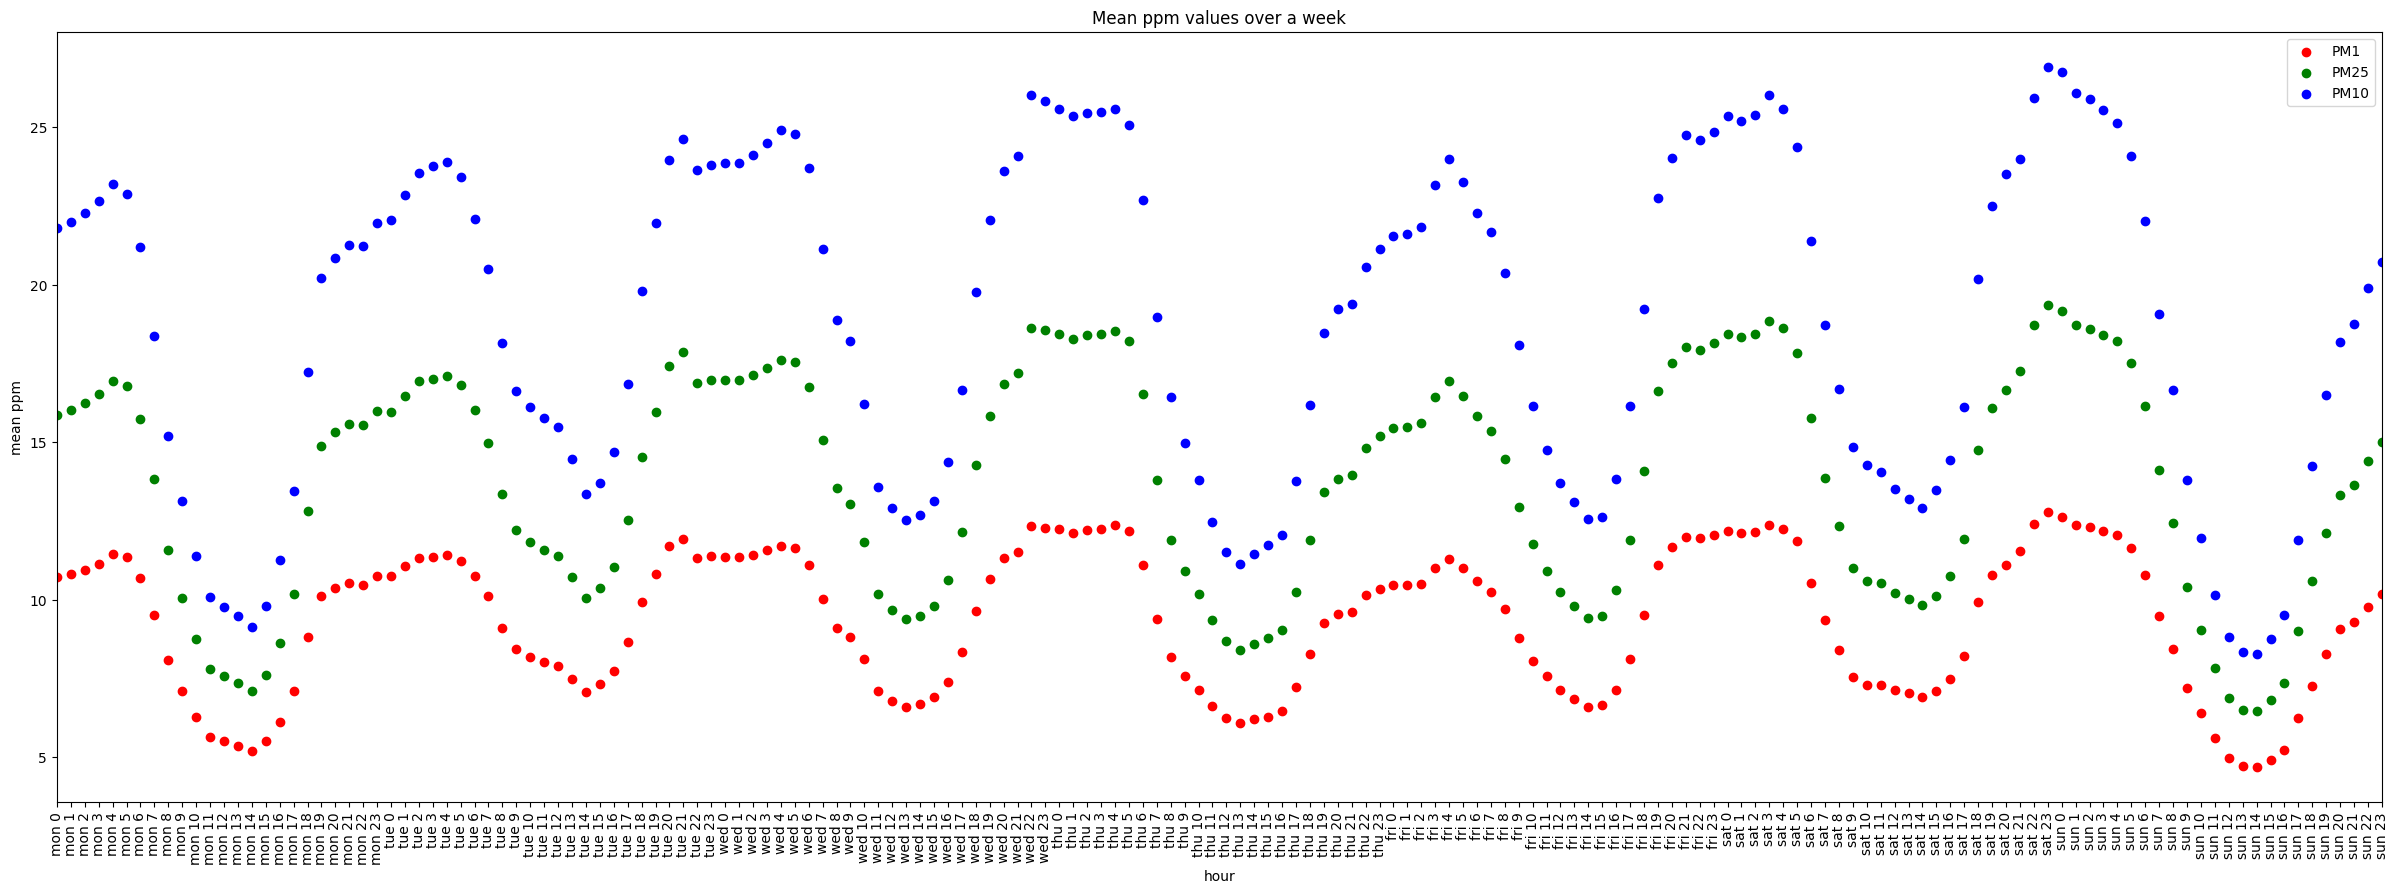 Mean ppm values over a week
PM1
PM25
PM10
mean ppm
25
20
15
10
5
mon 0
mon 1
mon 2
mon 3
mon 4
mon 5
mon 6
mon 7
mon 8
mon 9
mon 10
mon 11
mon 12
mon 13
mon 14
mon 15
mon 16
mon 17
mon 18
mon 19
mon 20
mon 21
mon 22
mon 23
tue 0
tue 1
tue 2
tue 3
tue 4
tue 5
tue 6
tue 7
tue 8
tue 9
tue 10
tue 11
tue 12
tue 13
tue 14
tue 15
tue 16
tue 17
tue 18
tue 19
tue 20
tue 21
tue 22
tue 23
wed 0
wed 1
wed 2
wed 3
wed 4
wed 5
wed 6
wed 7
wed 8
wed 9
wed 10
wed 11
wed 12
wed 13
wed 14
wed 15
wed 16
wed 17
wed 18
wed 19
wed 20
wed 21
wed 22
wed 23
thu 0
thu 1
thu 2
thu 3
thu 4
thu 5
thu 6
thu 7
thu 8
thu 9
thu 10
thu 11
thu 12
thu 13
thu 14
thu 15
thu 16
thu 17
thu 18
thu 19
thu 20
thu 21
thu 22
thu 23
fri 0
fri 1
fri 2
fri 3
fri 4
fri 5
fri 6
fri 7
fri 8
fri 9
fri 10
fri 11
fri 12
fri 13
fri 14
fri 15
fri 16
fri 17
fri 18
fri 19
fri 20
fri 21
fri 22
fri 23
sat 0
sat 1
sat 2
sat 3
sat 4
sat 5
sat 6
sat 7
sat 8
sat 9
sat 10
sat 11
sat 12
sat 13
sat 14
sat 15
sat 16
sat 17
sat 18
sat 19
sat 20
sat 21
sat 22
sat 23
sun 0
sun 1
sun 2
sun 3
sun 4
sun 5
sun 6
sun 7
sun 8
sun 9
sun 10
sun 11
sun 12
sun 13
sun 14
sun 15
sun 16
sun 17
sun 18
sun 19
sun 20
sun 21
sun 22
sun 23
hour